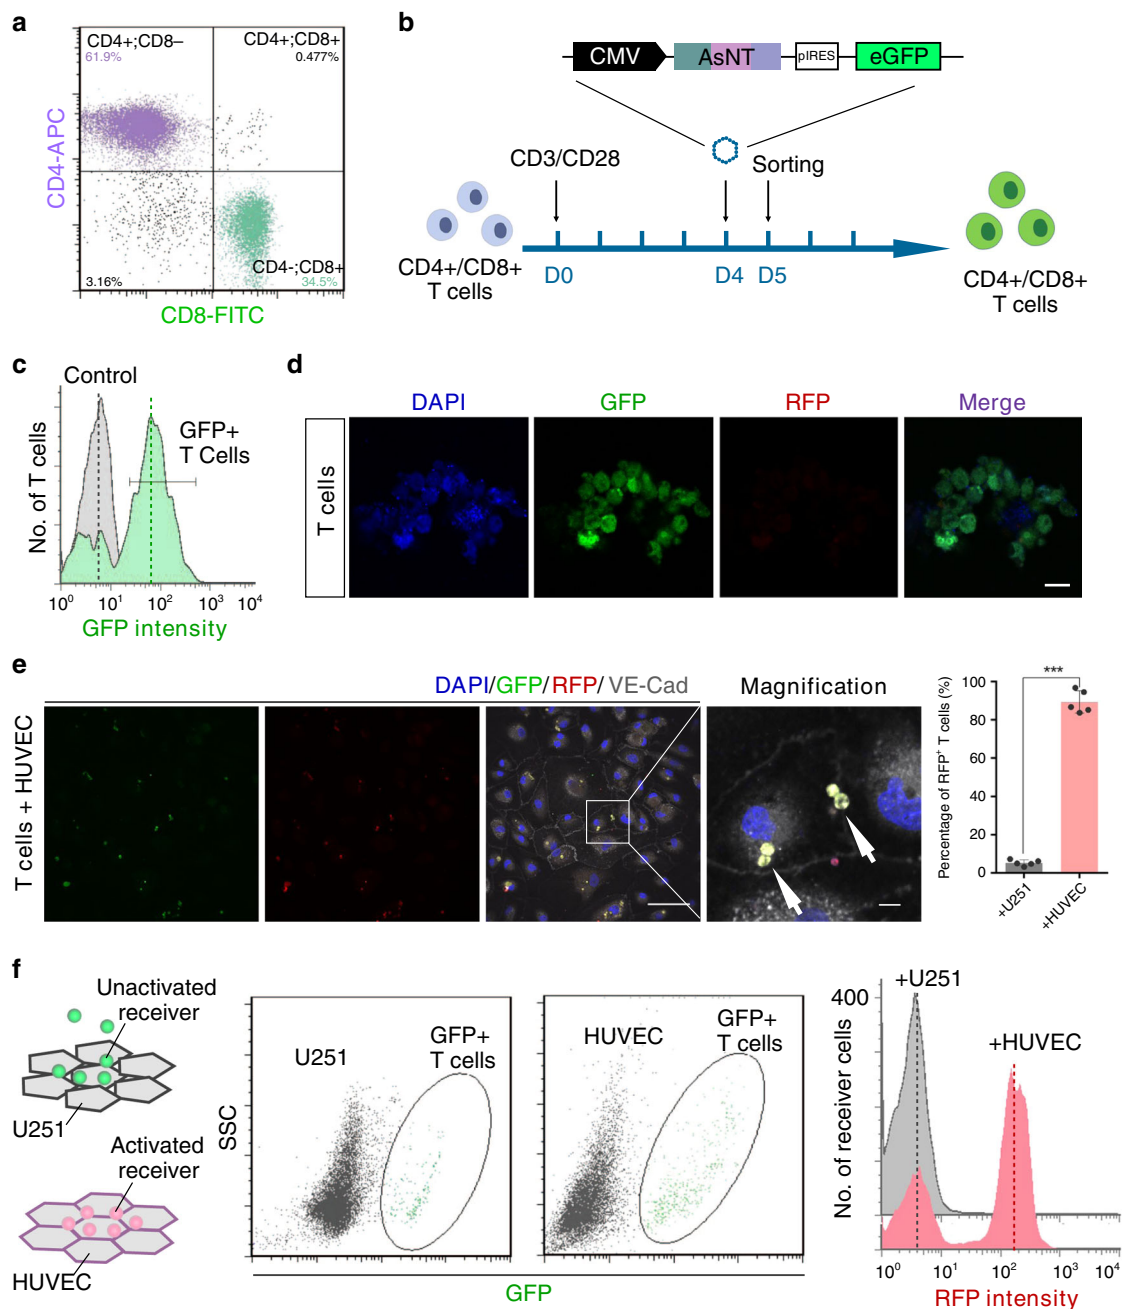 a
CD4+;CD8–
61.9%
CD4+;CD8+
0.477%
CD4-APC
3.16%
CD4-;CD8+
34.5%
CD8-FITC
b
CMV
AsNT
pIRES
eGFP
CD3/CD28
Sorting
CD4+/CD8+
T cells
D0
D4
D5
CD4+/CD8+
T cells
c
Control
GFP+
T Cells
No. of T cells
10⁰ 10¹ 10² 10³ 10⁴
GFP intensity
d
DAPI
GFP
RFP
Merge
T cells
e
DAPI/GFP/RFP/ VE-Cad
Magnification
T cells + HUVEC
***
Percentage of RFP⁺ T cells (%)
100
80
60
40
20
0
+U251
+HUVEC
f
Unactivated
receiver
U251
Activated
receiver
HUVEC
SSC
U251
GFP+
T cells
HUVEC
GFP+
T cells
GFP
+U251
400
+HUVEC
No. of receiver cells
10⁰ 10¹ 10² 10³ 10⁴
RFP intensity